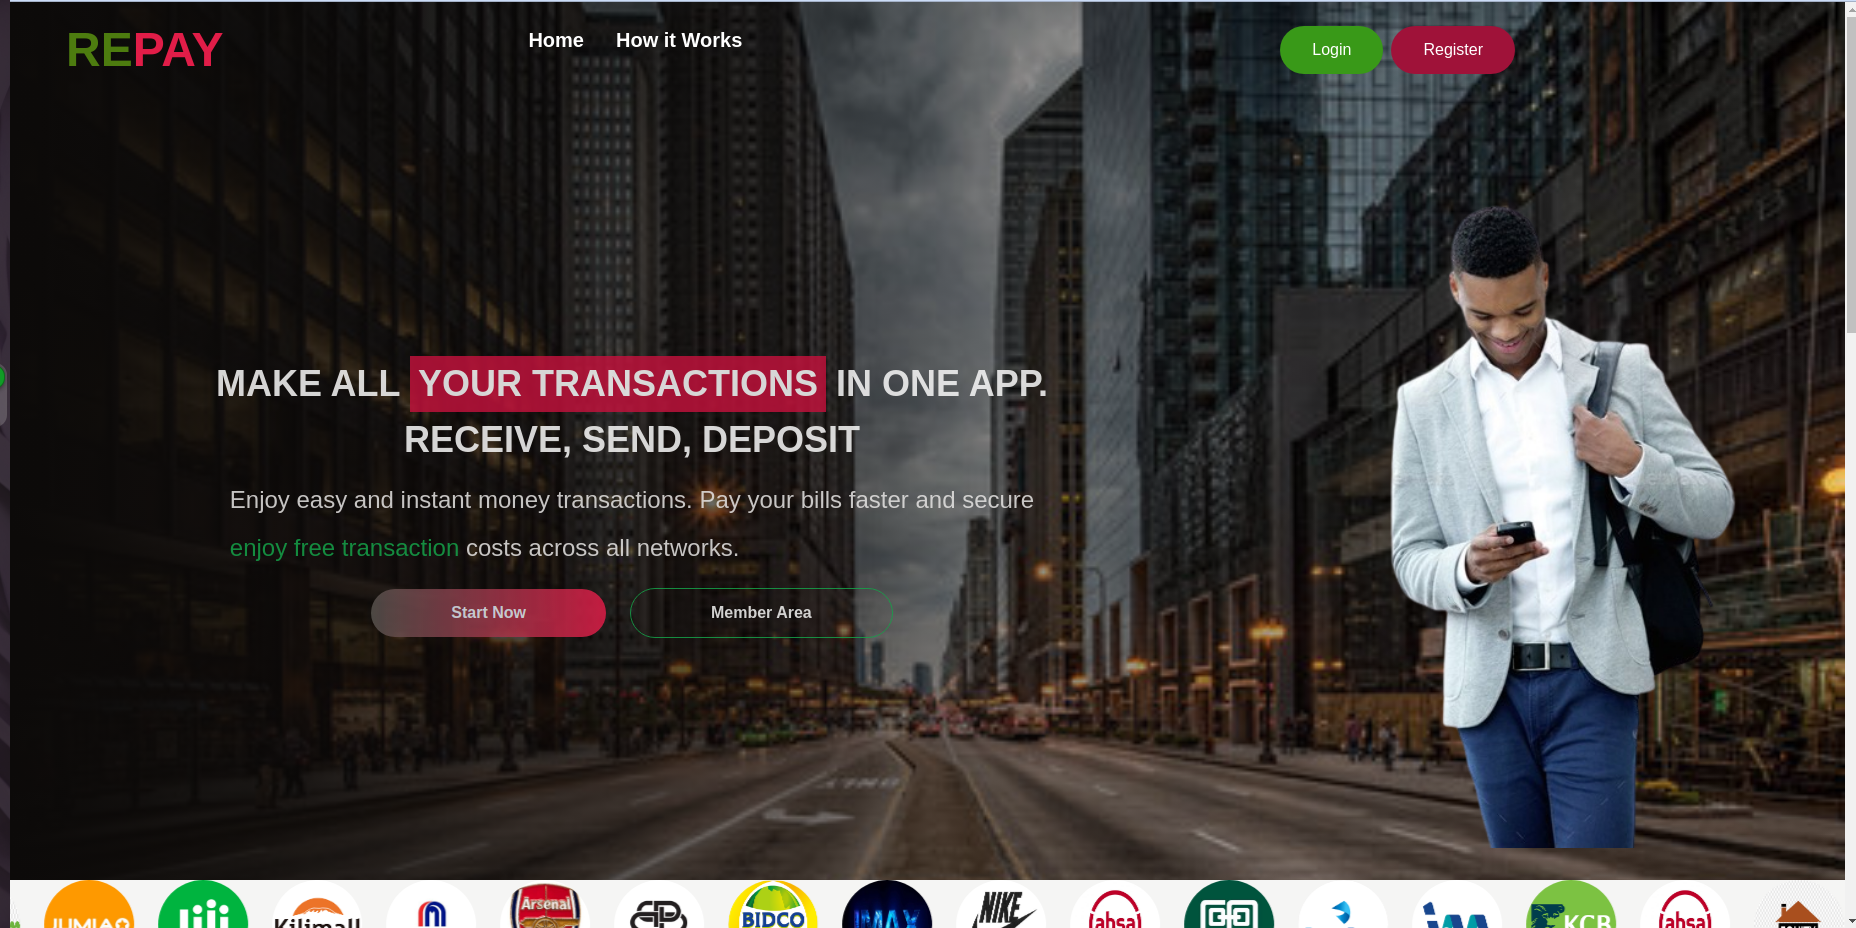 REPAY
Home How it Works
Login Register
MAKE ALL YOUR TRANSACTIONS IN ONE APP.
RECEIVE, SEND, DEPOSIT
Enjoy easy and instant money transactions. Pay your bills faster and secure
enjoy free transaction costs across all networks.
Start Now Member Area
JUMIA Kilimall Arsenal BIDCO IMAX NIKE absa KCB absa